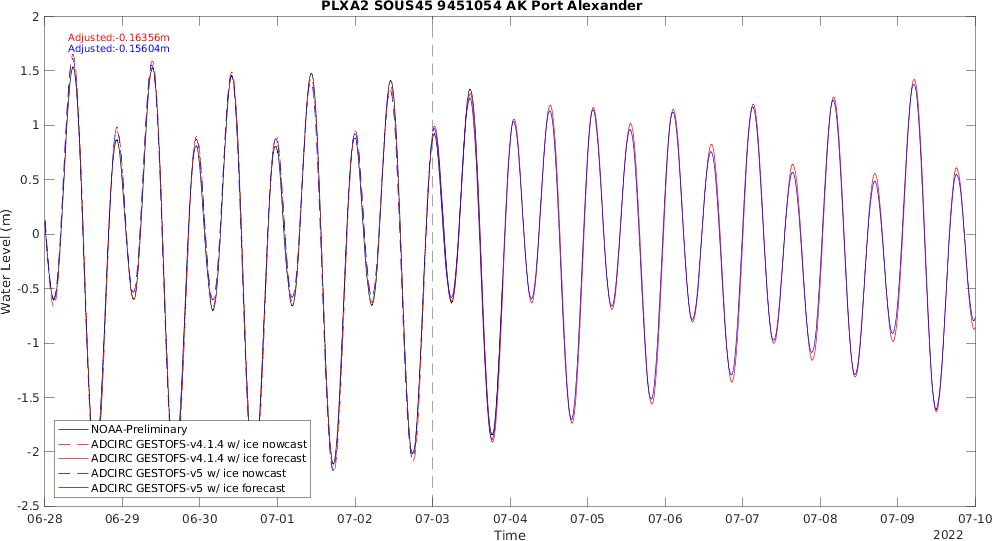 PLXA2 SOUS45 9451054 AK Port Alexander
Adjusted:-0.16356m
Adjusted:-0.15604m
2
1.5
1
0.5
0
-0.5
-1
-1.5
-2
-2.5
Water Level (m)
NOAA-Preliminary
ADCIRC GESTOFS-v4.1.4 w/ ice nowcast
ADCIRC GESTOFS-v4.1.4 w/ ice forecast
ADCIRC GESTOFS-v5 w/ ice nowcast
ADCIRC GESTOFS-v5 w/ ice forecast
06-28 06-29 06-30 07-01 07-02 07-03 07-04 07-05 07-06 07-07 07-08 07-09 07-10
Time
2022